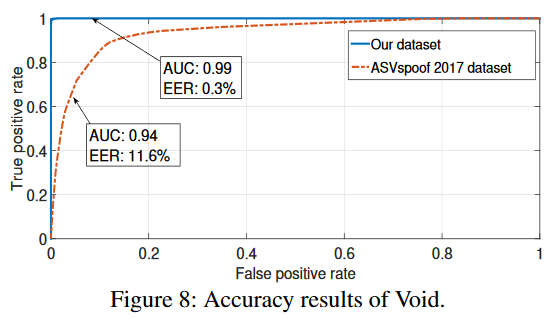 Our dataset
ASVspoof 2017 dataset
AUC: 0.99
EER: 0.3%
AUC: 0.94
EER: 11.6%
True positive rate
1
0.8
0.6
0.4
0.2
0
0 0.2 0.4 0.6 0.8 1
False positive rate
Figure 8: Accuracy results of Void.